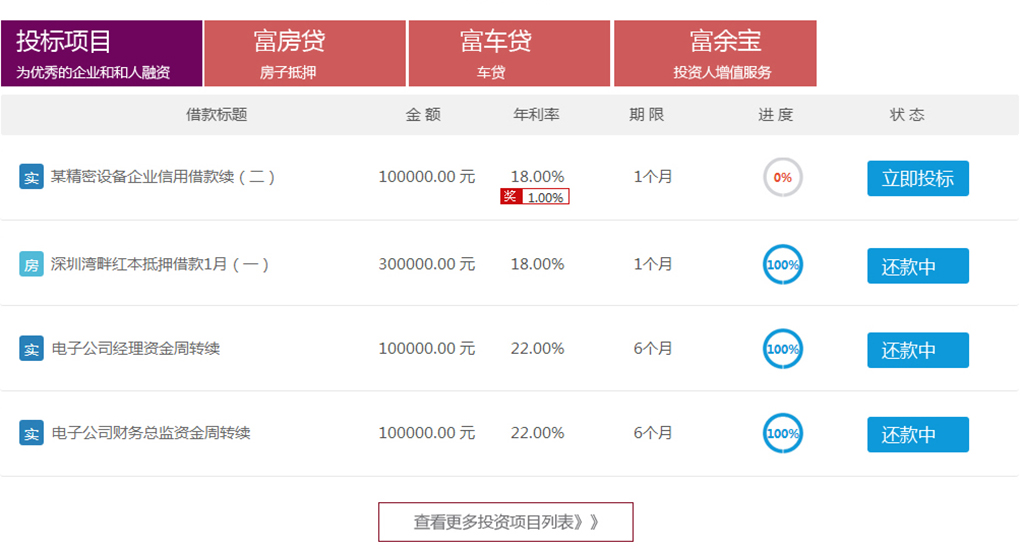 投标项目 富房贷 富车贷 富余宝
为优秀的企业和和人融资 房子抵押 车贷 投资人增值服务
借款标题 金 额 年利率 期 限 进 度 状 态
实 某精密设备企业信用借款续（二） 100000.00 元 18.00% 1个月 0% 立即投标
奖 1.00%
房 深圳湾畔红本抵押借款1月（一） 300000.00 元 18.00% 1个月 100% 还款中
实 电子公司经理资金周转续 100000.00 元 22.00% 6个月 100% 还款中
实 电子公司财务总监资金周转续 100000.00 元 22.00% 6个月 100% 还款中
查看更多投资项目列表》》